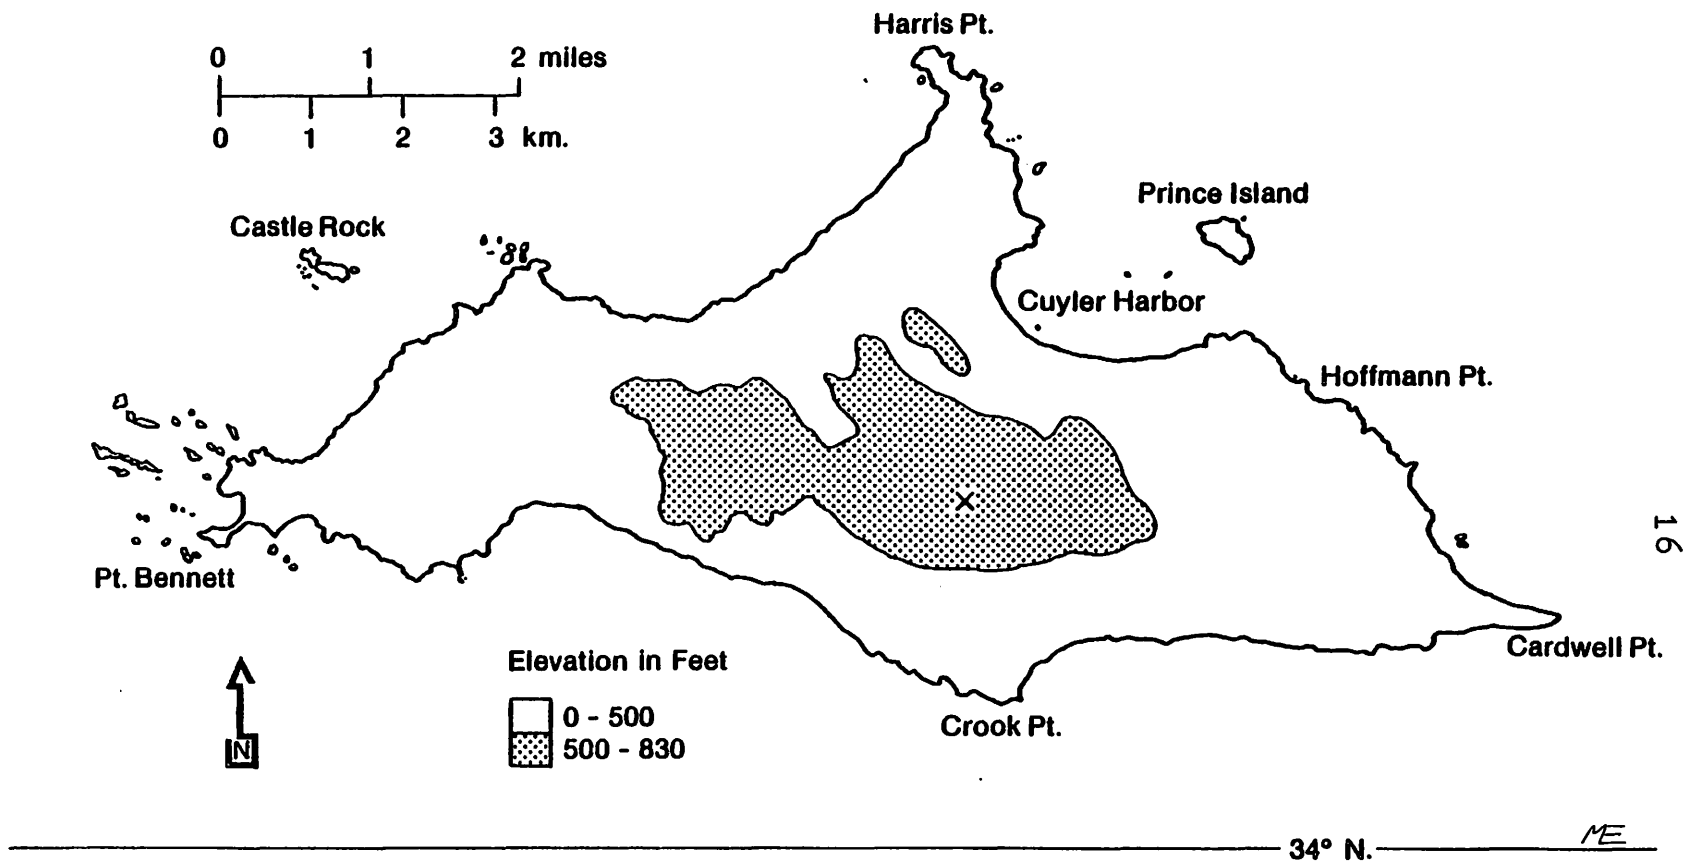 Harris Pt.
0 1 2 miles
0 1 2 3 km.
Castle Rock
Prince Island
Cuyler Harbor
Hoffmann Pt.
Pt. Bennett
X
16
Cardwell Pt.
Crook Pt.
N
Elevation in Feet
0 - 500
500 - 830
34° N.
ME